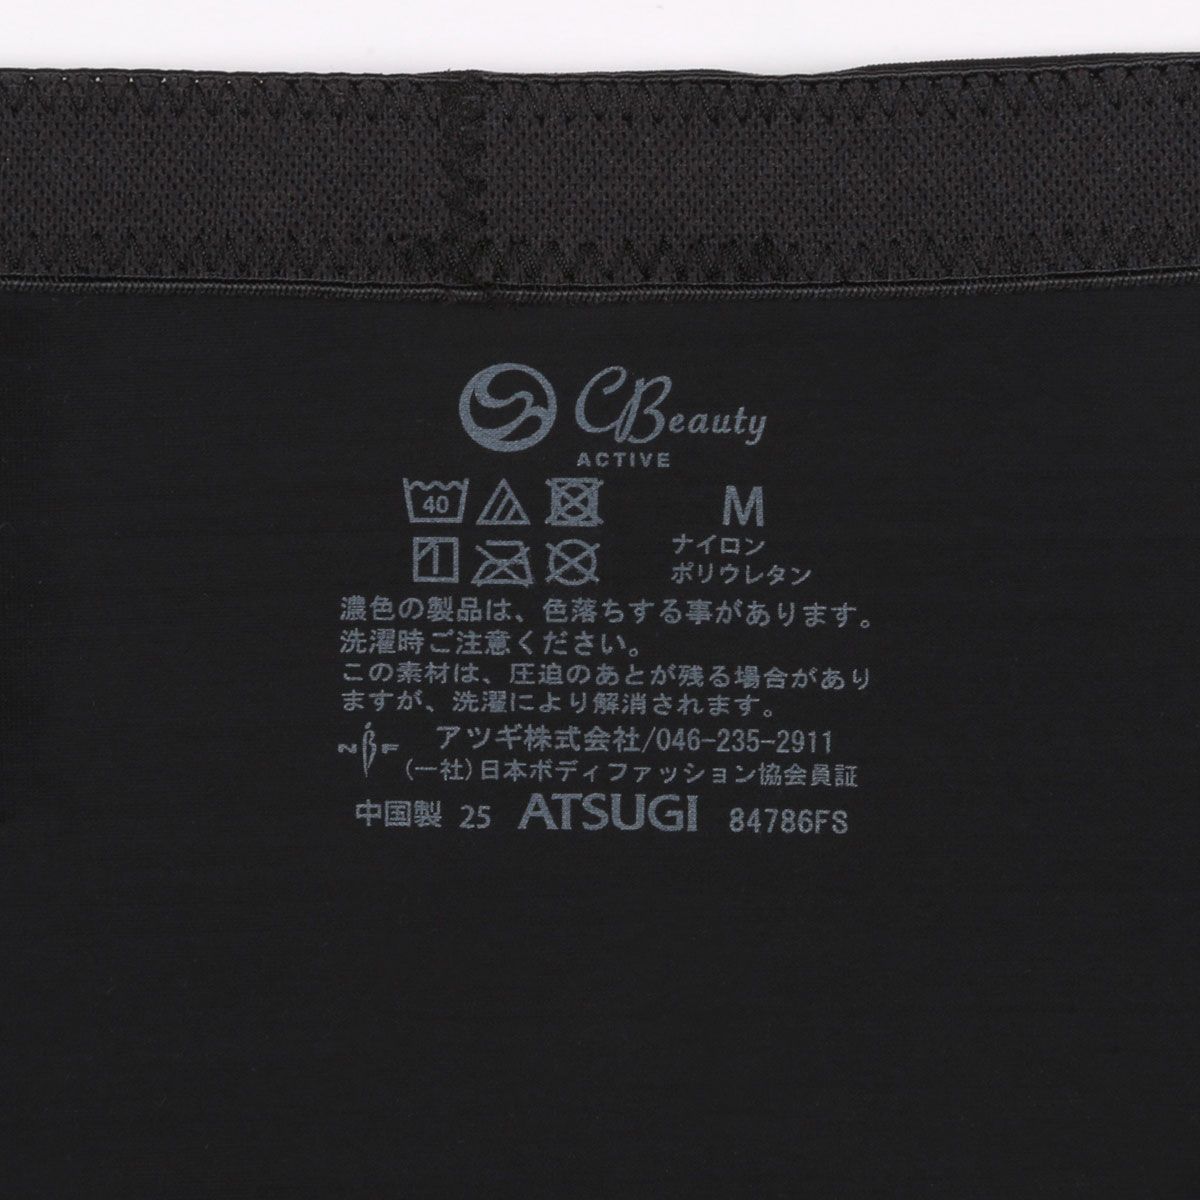 CBeauty
ACTIVE
40
M
ナイロン
ポリウレタン
濃色の製品は、色落ちする事があります。
洗濯時ご注意ください。
この素材は、圧迫のあとが残る場合があり
ますが、洗濯により解消されます。
NBF
アツギ株式会社/046-235-2911
(一社)日本ボディファッション協会員証
中国製 25 ATSUGI 84786FS